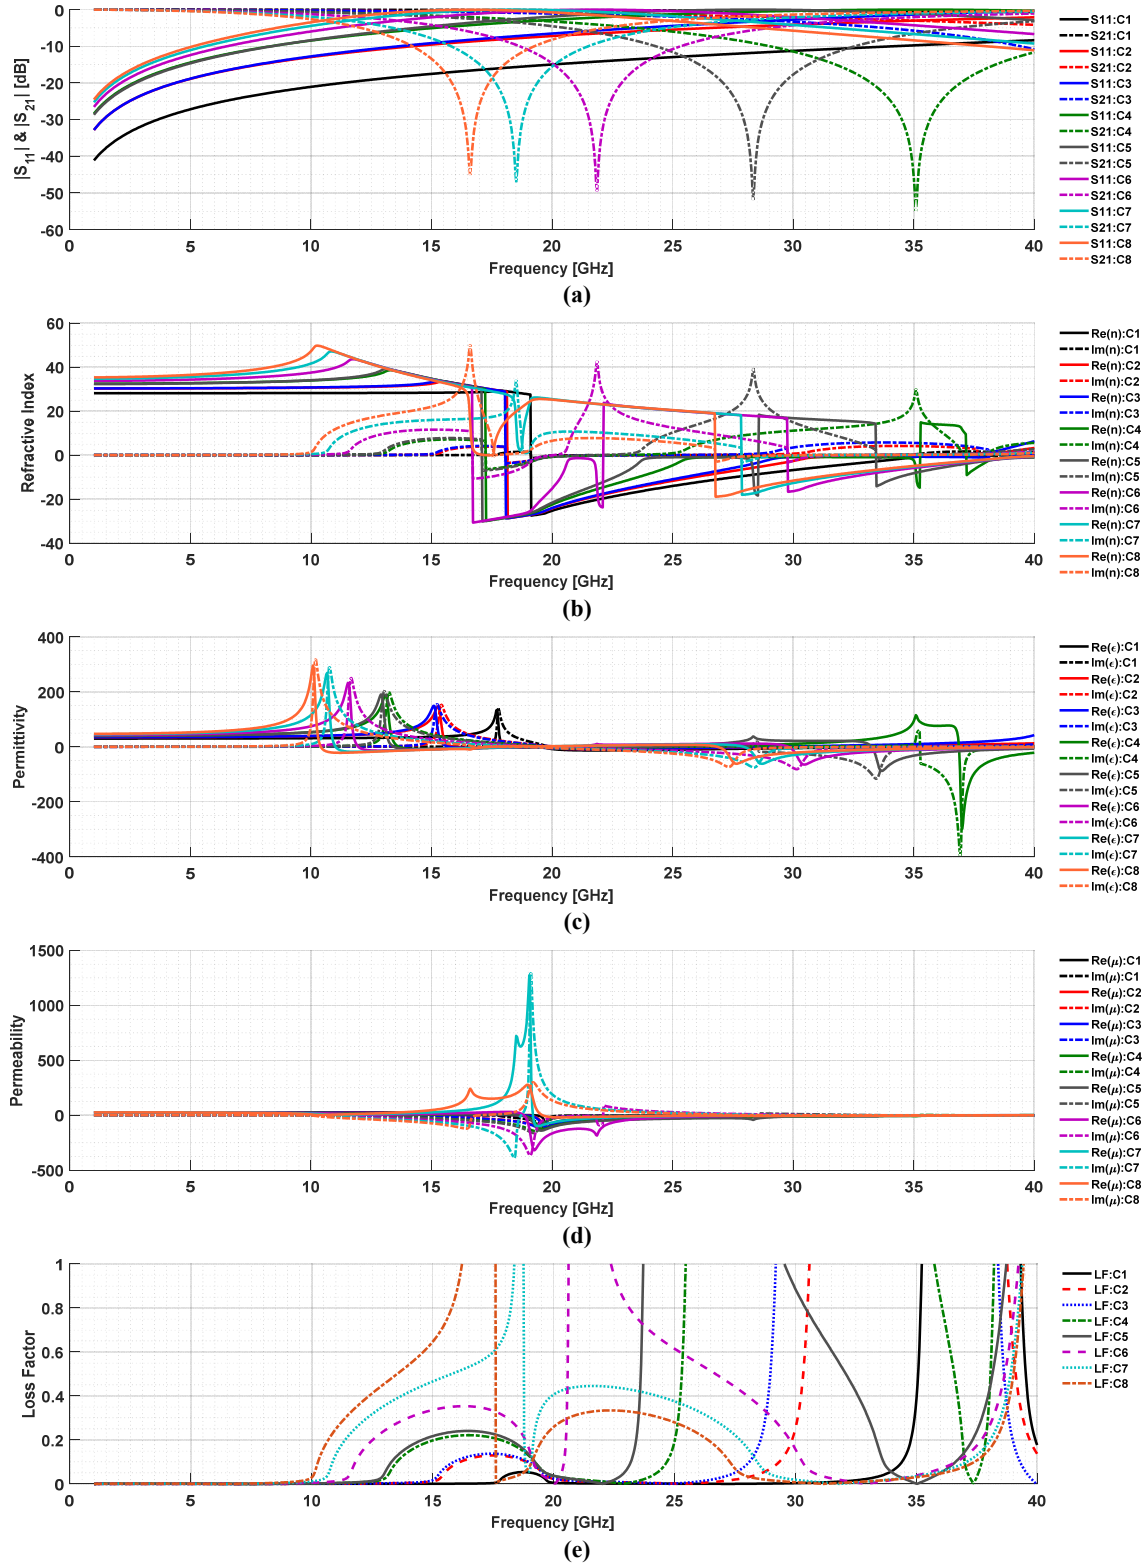 0
-10
-20
-30
-40
-50
-60
|S11| & |S21| [dB]
0 5 10 15 20 25 30 35 40
Frequency [GHz]
S11:C1
S21:C1
S11:C2
S21:C2
S11:C3
S21:C3
S11:C4
S21:C4
S11:C5
S21:C5
S11:C6
S21:C6
S11:C7
S21:C7
S11:C8
S21:C8
(a)
60
40
20
0
-20
-40
Refractive Index
0 5 10 15 20 25 30 35 40
Frequency [GHz]
Re(n):C1
Im(n):C1
Re(n):C2
Im(n):C2
Re(n):C3
Im(n):C3
Re(n):C4
Im(n):C4
Re(n):C5
Im(n):C5
Re(n):C6
Im(n):C6
Re(n):C7
Im(n):C7
Re(n):C8
Im(n):C8
(b)
400
200
0
-200
-400
Permittivity
0 5 10 15 20 25 30 35 40
Frequency [GHz]
Re(ϵ):C1
Im(ϵ):C1
Re(ϵ):C2
Im(ϵ):C2
Re(ϵ):C3
Im(ϵ):C3
Re(ϵ):C4
Im(ϵ):C4
Re(ϵ):C5
Im(ϵ):C5
Re(ϵ):C6
Im(ϵ):C6
Re(ϵ):C7
Im(ϵ):C7
Re(ϵ):C8
Im(ϵ):C8
(c)
1500
1000
500
0
-500
Permeability
0 5 10 15 20 25 30 35 40
Frequency [GHz]
Re(μ):C1
Im(μ):C1
Re(μ):C2
Im(μ):C2
Re(μ):C3
Im(μ):C3
Re(μ):C4
Im(μ):C4
Re(μ):C5
Im(μ):C5
Re(μ):C6
Im(μ):C6
Re(μ):C7
Im(μ):C7
Re(μ):C8
Im(μ):C8
(d)
1
0.8
0.6
0.4
0.2
0
Loss Factor
0 5 10 15 20 25 30 35 40
Frequency [GHz]
LF:C1
LF:C2
LF:C3
LF:C4
LF:C5
LF:C6
LF:C7
LF:C8
(e)